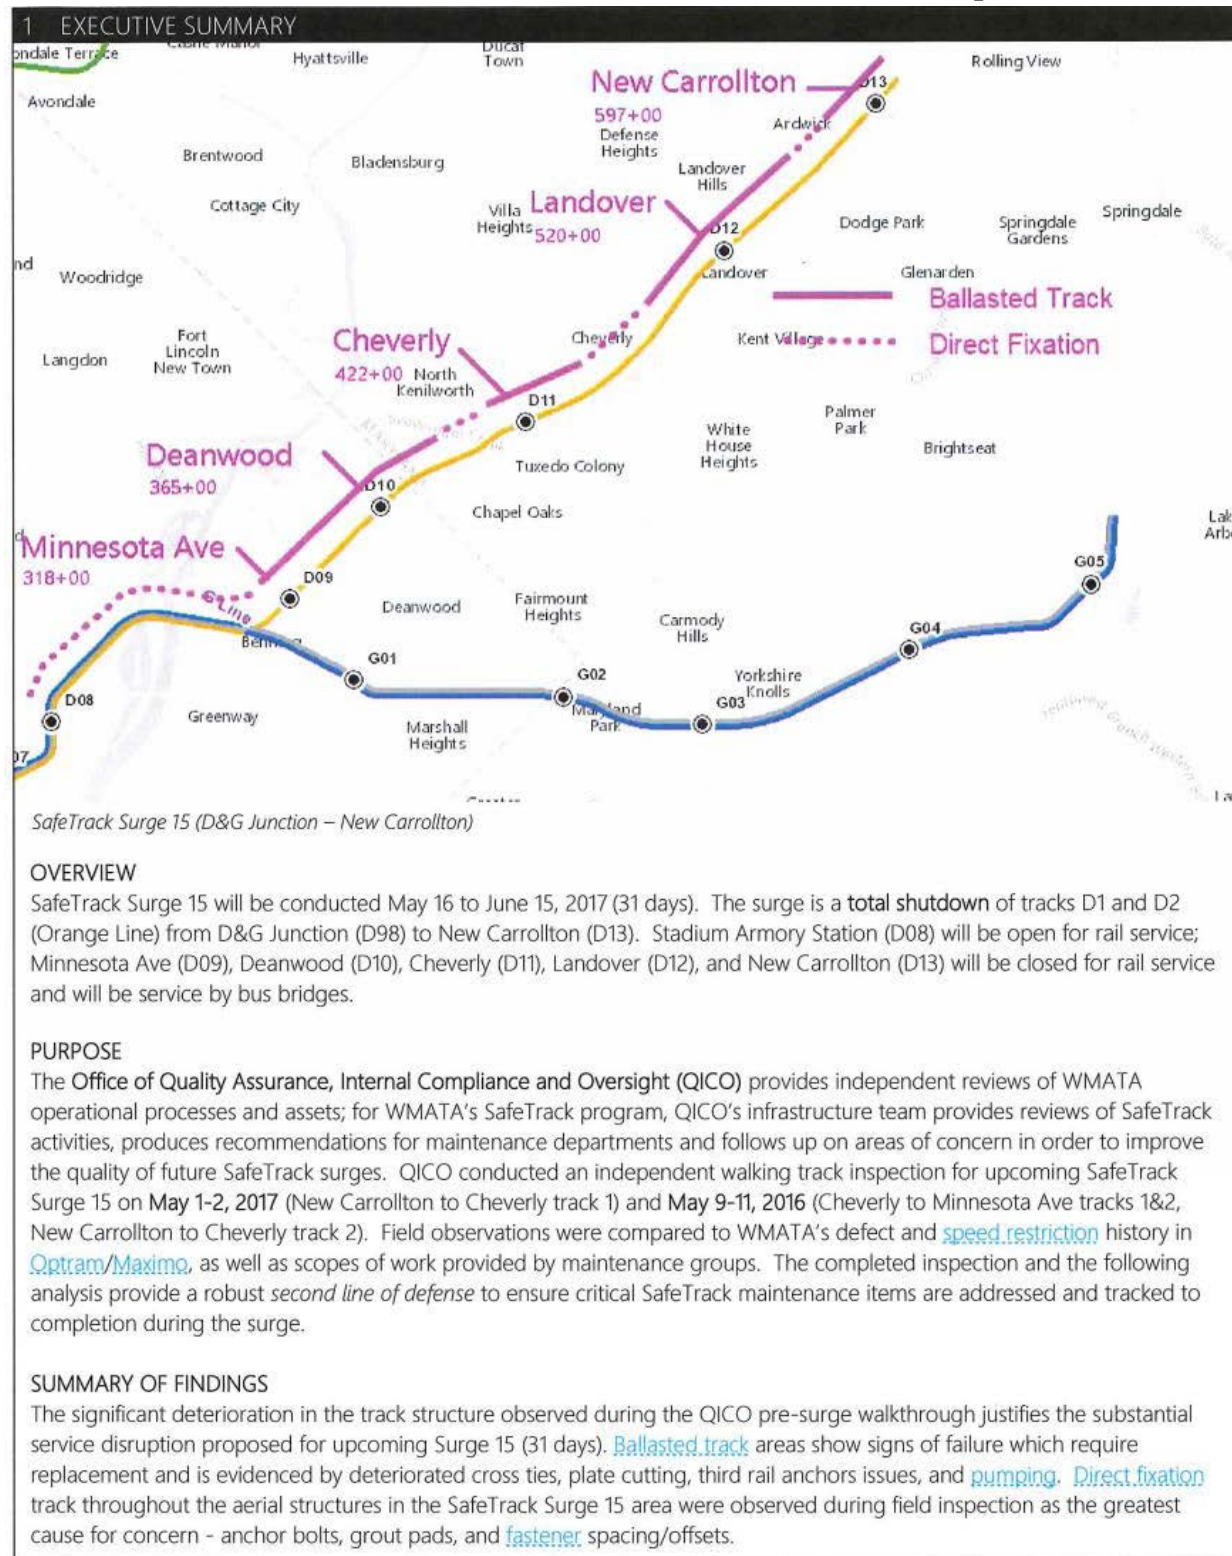 1 EXECUTIVE SUMMARY
Hyattsville
Ducat
Town
Rolling View
New Carrollton
597+00
D13
Avondale
Defense
Heights
Ardwick
Brentwood
Bladensburg
Landover
Hills
Cottage City
Villa
Heights
Landover
520+00
D12
Dodge Park
Springdale
Gardens
Springdale
nd
Woodridge
Landover
Glenarden
Ballasted Track
Fort
Lincoln
New Town
Cheverly
422+00
Cheverly
Kent Village
Direct Fixation
Langdon
North
Kenilworth
D11
Palmer
Park
White
House
Heights
Brightseat
Deanwood
365+00
D10
Tuxedo Colony
Chapel Oaks
Minnesota Ave
318+00
D09
G05
G Line
Deanwood
Fairmount
Heights
Carmody
Hills
G04
G01
G02
Yorkshire
Knolls
D08
Greenway
Maryland
Park
G03
Marshall
Heights
07
SafeTrack Surge 15 (D&G Junction – New Carrollton)
OVERVIEW
SafeTrack Surge 15 will be conducted May 16 to June 15, 2017 (31 days). The surge is a total shutdown of tracks D1 and D2
(Orange Line) from D&G Junction (D98) to New Carrollton (D13). Stadium Armory Station (D08) will be open for rail service;
Minnesota Ave (D09), Deanwood (D10), Cheverly (D11), Landover (D12), and New Carrollton (D13) will be closed for rail service
and will be service by bus bridges.
PURPOSE
The Office of Quality Assurance, Internal Compliance and Oversight (QICO) provides independent reviews of WMATA
operational processes and assets; for WMATA's SafeTrack program, QICO's infrastructure team provides reviews of SafeTrack
activities, produces recommendations for maintenance departments and follows up on areas of concern in order to improve
the quality of future SafeTrack surges. QICO conducted an independent walking track inspection for upcoming SafeTrack
Surge 15 on May 1-2, 2017 (New Carrollton to Cheverly track 1) and May 9-11, 2016 (Cheverly to Minnesota Ave tracks 1&2,
New Carrollton to Cheverly track 2). Field observations were compared to WMATA's defect and speed restriction history in
Optram/Maximo, as well as scopes of work provided by maintenance groups. The completed inspection and the following
analysis provide a robust second line of defense to ensure critical SafeTrack maintenance items are addressed and tracked to
completion during the surge.
SUMMARY OF FINDINGS
The significant deterioration in the track structure observed during the QICO pre-surge walkthrough justifies the substantial
service disruption proposed for upcoming Surge 15 (31 days). Ballasted track areas show signs of failure which require
replacement and is evidenced by deteriorated cross ties, plate cutting, third rail anchors issues, and pumping. Direct fixation
track throughout the aerial structures in the SafeTrack Surge 15 area were observed during field inspection as the greatest
cause for concern - anchor bolts, grout pads, and fastener spacing/offsets.